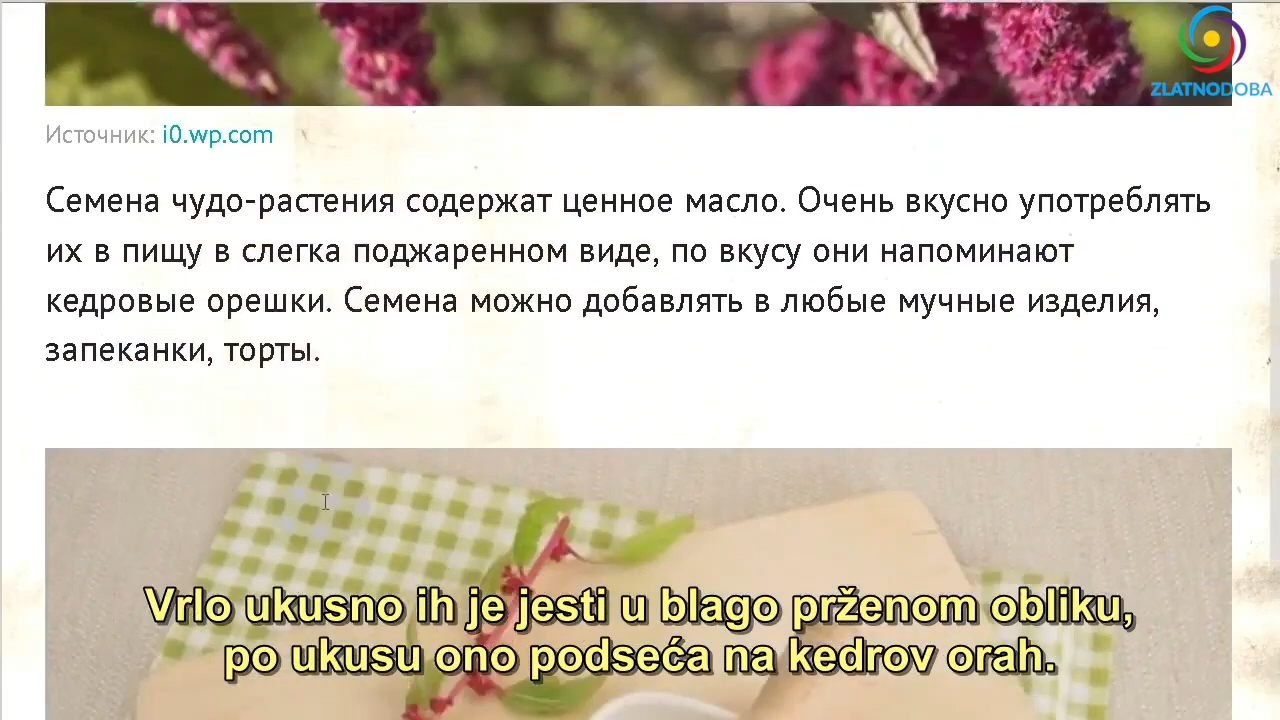 ZLATNODOBA
Источник: i0.wp.com
Семена чудо-растения содержат ценное масло. Очень вкусно употреблять
их в пищу в слегка поджаренном виде, по вкусу они напоминают
кедровые орешки. Семена можно добавлять в любые мучные изделия,
запеканки, торты.
Vrlo ukusno ih je jesti u blago prženom obliku,
po ukusu ono podseća na kedrov orah.